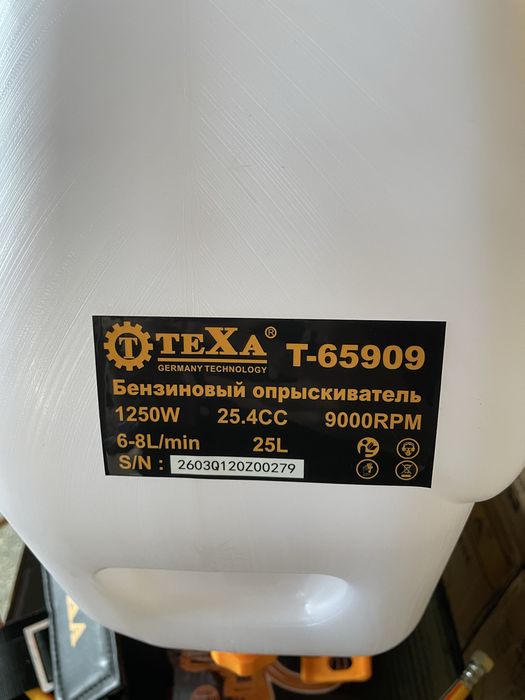 T TEXA®
GERMANY TECHNOLOGY
T-65909
Бензиновый опрыскиватель
1250W 25.4CC 9000RPM
6-8L/min 25L
S/N : 2603Q120Z00279